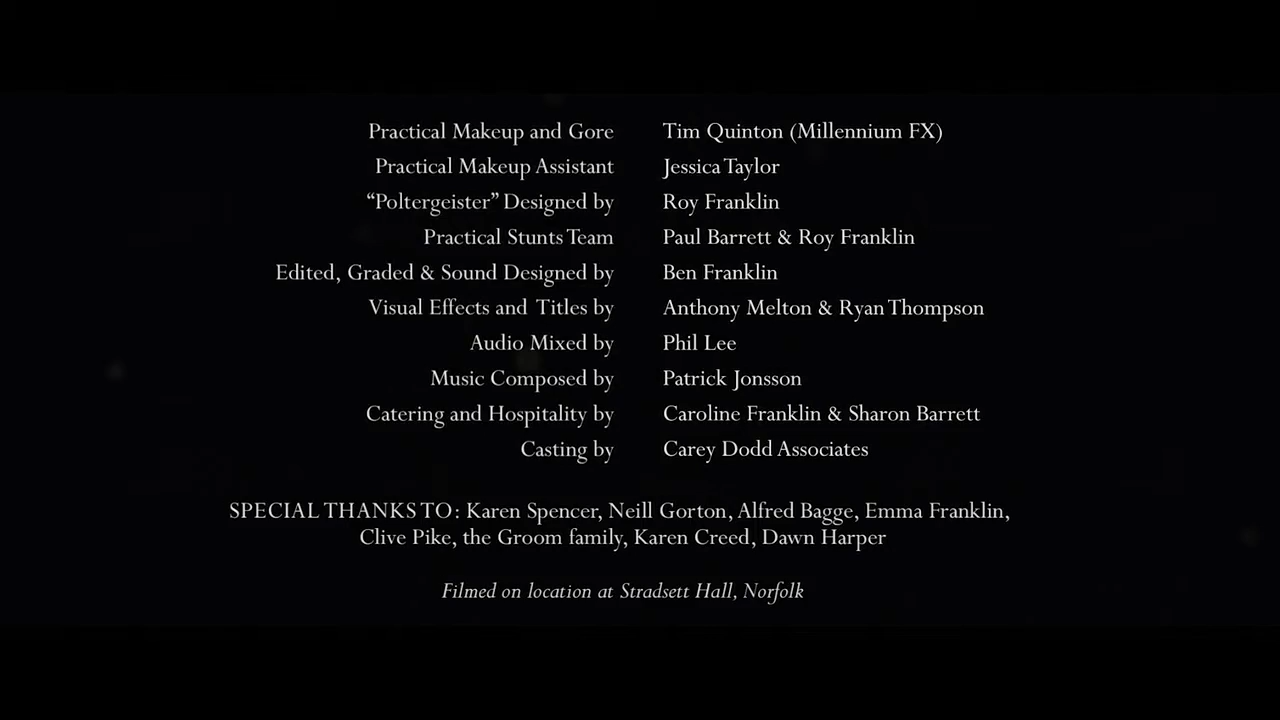 Practical Makeup and Gore Tim Quinton (Millennium FX)
Practical Makeup Assistant Jessica Taylor
“Poltergeister” Designed by Roy Franklin
Practical Stunts Team Paul Barrett & Roy Franklin
Edited, Graded & Sound Designed by Ben Franklin
Visual Effects and Titles by Anthony Melton & Ryan Thompson
Audio Mixed by Phil Lee
Music Composed by Patrick Jonsson
Catering and Hospitality by Caroline Franklin & Sharon Barrett
Casting by Carey Dodd Associates
SPECIAL THANKS TO: Karen Spencer, Neill Gorton, Alfred Bagge, Emma Franklin,
Clive Pike, the Groom family, Karen Creed, Dawn Harper
Filmed on location at Stradsett Hall, Norfolk